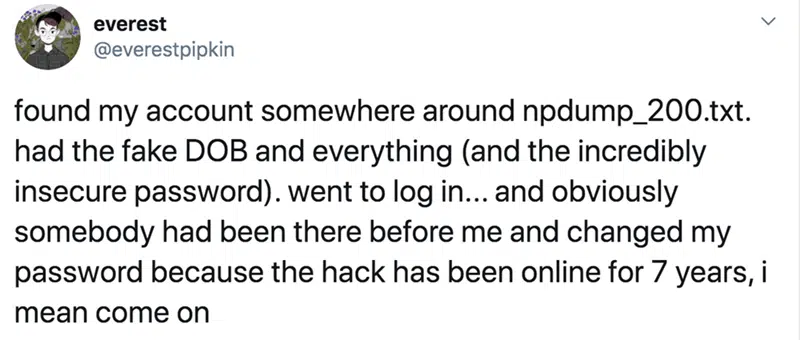 everest
@everestpipkin
found my account somewhere around npdump_200.txt.
had the fake DOB and everything (and the incredibly
insecure password). went to log in... and obviously
somebody had been there before me and changed my
password because the hack has been online for 7 years, i
mean come on